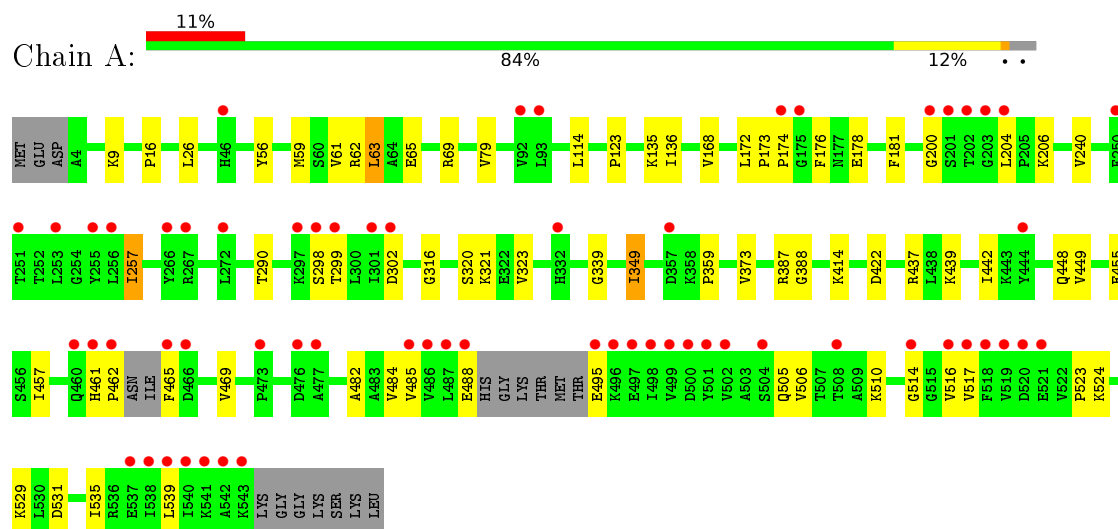 11%
Chain A:
84% 12% • •
MET GLU ASP A4 K9 P16 L26 H46 Y56 M59 S60 V61 R62 L63 A64 E65 R69 V79 V92 L93 L114 P123 K135 I136 V168 L172 P173 P174 G175 F176 N177 E178 F181 G200 S201 T202 G203 L204 P205 K206 V240 F250
T251 T252 L253 G254 Y255 L256 I257 Y266 R267 L272 T290 K297 S298 T299 L300 I301 D302 G316 S320 K321 E322 V323 H332 G339 I349 D357 K358 P359 V373 R387 G388 K414 D422 R437 L438 K439 I442 K443 Y444 Q448 V449 E455
S456 I457 Q460 H461 P462 ASN ILE F465 D466 V469 P473 D476 A477 A482 A483 V484 V485 V486 L487 E488 HIS GLY LYS THR MET THR E495 K496 E497 I498 V499 D500 Y501 V502 A503 S504 Q505 V506 T507 T508 A509 K510 G514 G515 V516 V517 F518 V519 D520 E521 V522 P523 K524
K529 L530 D531 I535 R536 E537 I538 L539 I540 K541 A542 K543 LYS GLY GLY LYS SER LYS LEU